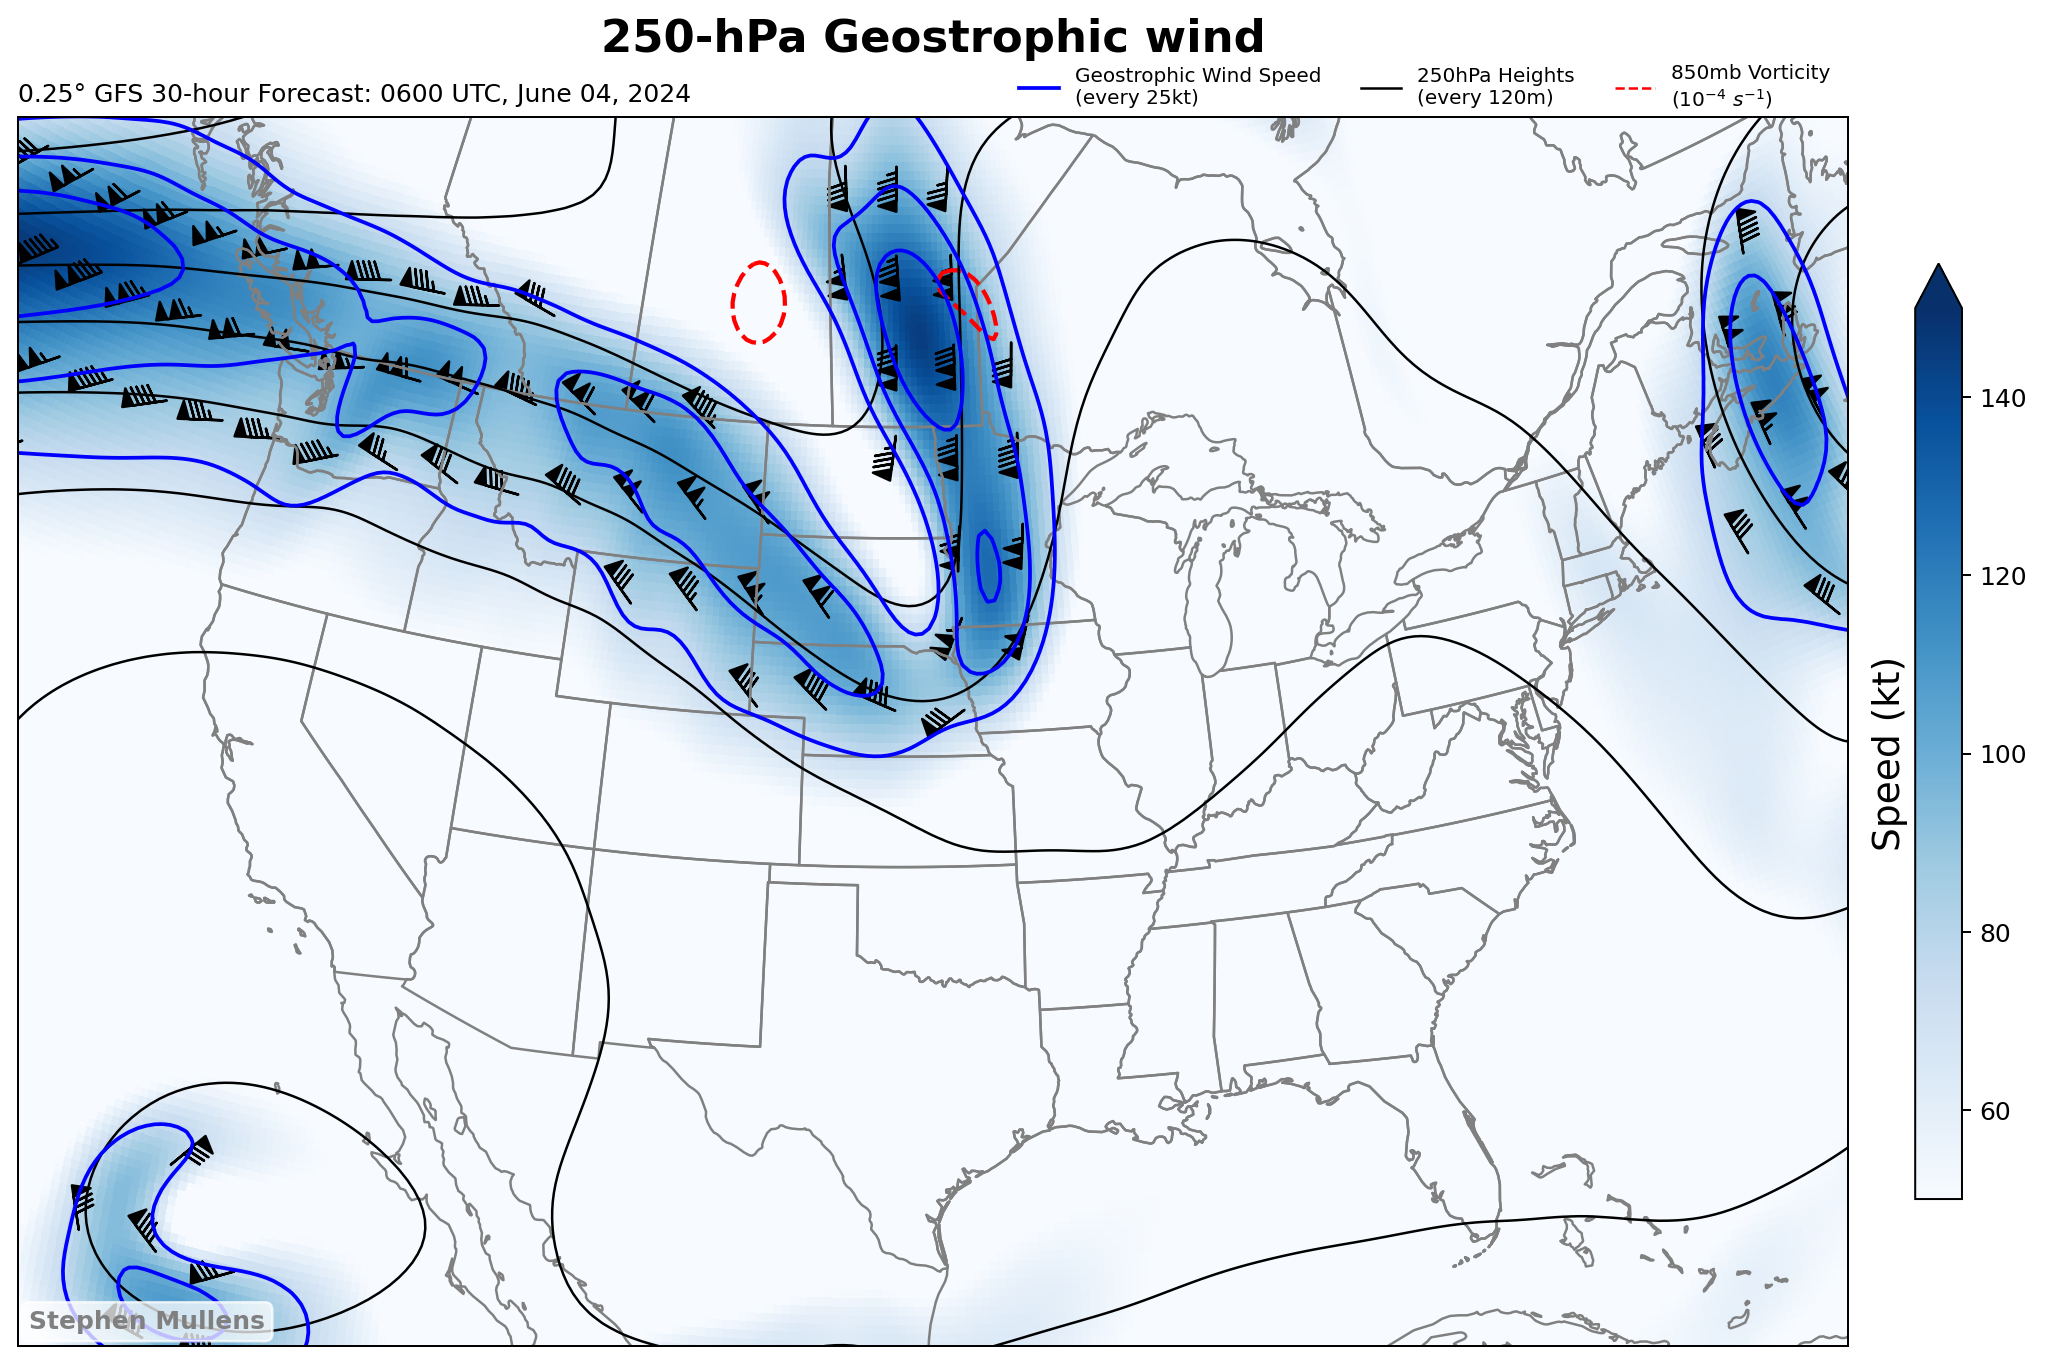 250-hPa Geostrophic wind
0.25° GFS 30-hour Forecast: 0600 UTC, June 04, 2024
Geostrophic Wind Speed
(every 25kt)
250hPa Heights
(every 120m)
850mb Vorticity
(10⁻⁴ s⁻¹)
140
120
100
80
60
Speed (kt)
Stephen Mullens